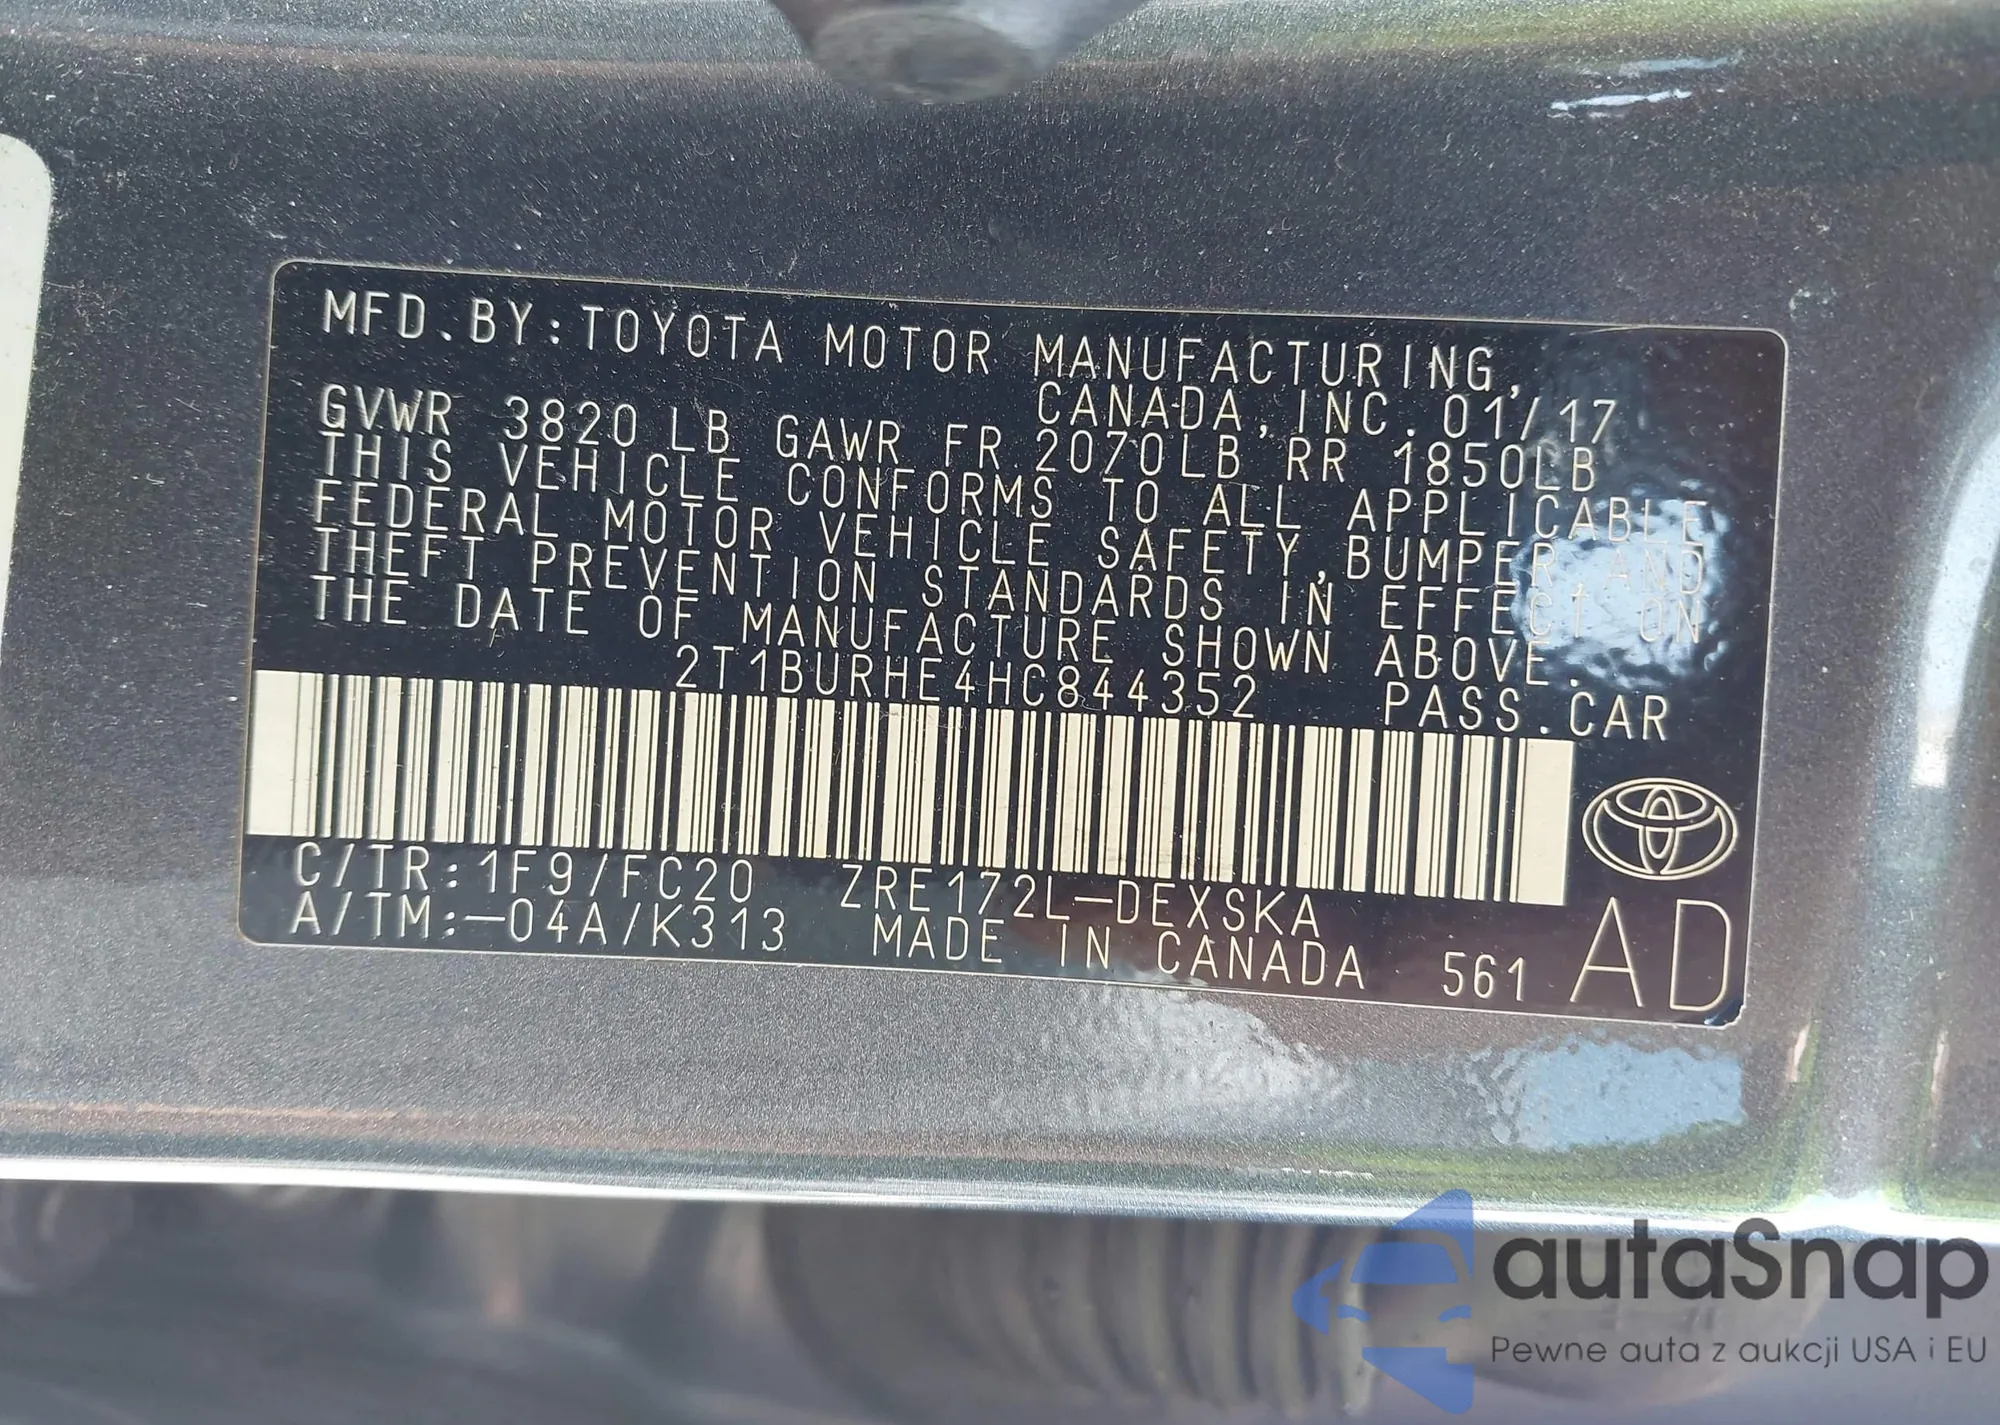 MFD.BY:TOYOTA MOTOR MANUFACTURING,
CANADA,INC. 01/17
GVWR 3820 LB GAWR FR 2070LB RR 1850LB
THIS VEHICLE CONFORMS TO ALL APPLICABLE
FEDERAL MOTOR VEHICLE SAFETY,BUMPER AND
THEFT PREVENTION STANDARDS IN EFFECT ON
THE DATE OF MANUFACTURE SHOWN ABOVE.
2T1BURHE4HC844352 PASS.CAR
C/TR:1F9/FC20 ZRE172L-DEXSKA
A/TM:-04A/K313 MADE IN CANADA 561 AD
autaSnap
Pewne auta z aukcji USA i EU